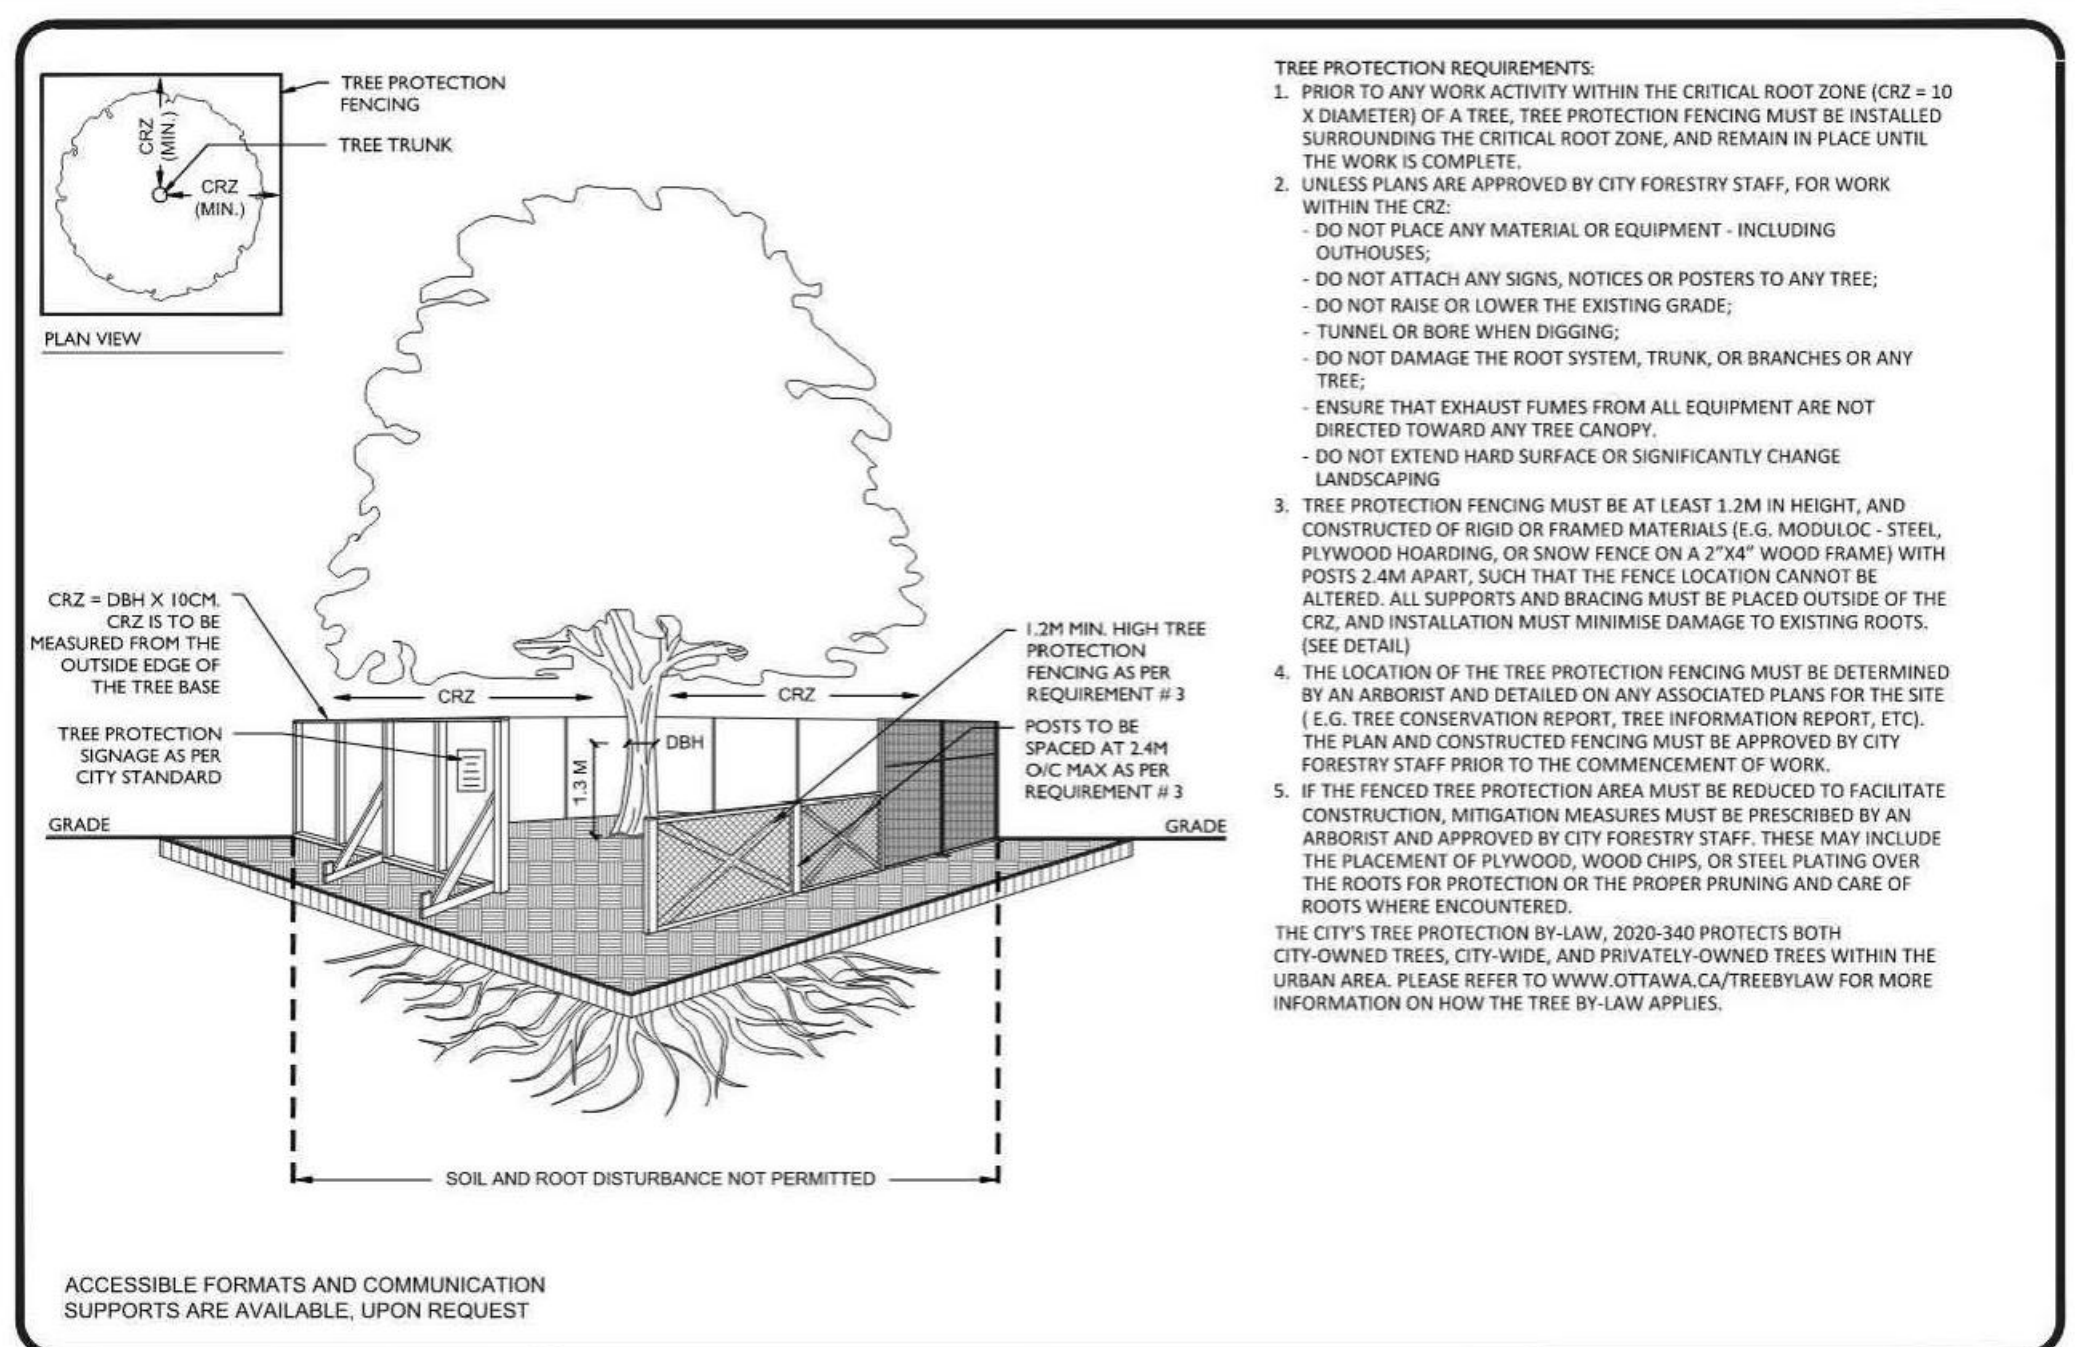 TREE PROTECTION
FENCING
TREE TRUNK
CRZ
(MIN.)
CRZ
(MIN.)
PLAN VIEW
CRZ = DBH X 10CM.
CRZ IS TO BE
MEASURED FROM THE
OUTSIDE EDGE OF
THE TREE BASE
TREE PROTECTION
SIGNAGE AS PER
CITY STANDARD
GRADE
CRZ
CRZ
DBH
1.3 M
1.2M MIN. HIGH TREE
PROTECTION
FENCING AS PER
REQUIREMENT # 3
POSTS TO BE
SPACED AT 2.4M
O/C MAX AS PER
REQUIREMENT # 3
GRADE
SOIL AND ROOT DISTURBANCE NOT PERMITTED
ACCESSIBLE FORMATS AND COMMUNICATION
SUPPORTS ARE AVAILABLE, UPON REQUEST
TREE PROTECTION REQUIREMENTS:
1. PRIOR TO ANY WORK ACTIVITY WITHIN THE CRITICAL ROOT ZONE (CRZ = 10
X DIAMETER) OF A TREE, TREE PROTECTION FENCING MUST BE INSTALLED
SURROUNDING THE CRITICAL ROOT ZONE, AND REMAIN IN PLACE UNTIL
THE WORK IS COMPLETE.
2. UNLESS PLANS ARE APPROVED BY CITY FORESTRY STAFF, FOR WORK
WITHIN THE CRZ:
- DO NOT PLACE ANY MATERIAL OR EQUIPMENT - INCLUDING
OUTHOUSES;
- DO NOT ATTACH ANY SIGNS, NOTICES OR POSTERS TO ANY TREE;
- DO NOT RAISE OR LOWER THE EXISTING GRADE;
- TUNNEL OR BORE WHEN DIGGING;
- DO NOT DAMAGE THE ROOT SYSTEM, TRUNK, OR BRANCHES OR ANY
TREE;
- ENSURE THAT EXHAUST FUMES FROM ALL EQUIPMENT ARE NOT
DIRECTED TOWARD ANY TREE CANOPY.
- DO NOT EXTEND HARD SURFACE OR SIGNIFICANTLY CHANGE
LANDSCAPING
3. TREE PROTECTION FENCING MUST BE AT LEAST 1.2M IN HEIGHT, AND
CONSTRUCTED OF RIGID OR FRAMED MATERIALS (E.G. MODULOC - STEEL,
PLYWOOD HOARDING, OR SNOW FENCE ON A 2"X4" WOOD FRAME) WITH
POSTS 2.4M APART, SUCH THAT THE FENCE LOCATION CANNOT BE
ALTERED. ALL SUPPORTS AND BRACING MUST BE PLACED OUTSIDE OF THE
CRZ, AND INSTALLATION MUST MINIMISE DAMAGE TO EXISTING ROOTS.
(SEE DETAIL)
4. THE LOCATION OF THE TREE PROTECTION FENCING MUST BE DETERMINED
BY AN ARBORIST AND DETAILED ON ANY ASSOCIATED PLANS FOR THE SITE
( E.G. TREE CONSERVATION REPORT, TREE INFORMATION REPORT, ETC).
THE PLAN AND CONSTRUCTED FENCING MUST BE APPROVED BY CITY
FORESTRY STAFF PRIOR TO THE COMMENCEMENT OF WORK.
5. IF THE FENCED TREE PROTECTION AREA MUST BE REDUCED TO FACILITATE
CONSTRUCTION, MITIGATION MEASURES MUST BE PRESCRIBED BY AN
ARBORIST AND APPROVED BY CITY FORESTRY STAFF. THESE MAY INCLUDE
THE PLACEMENT OF PLYWOOD, WOOD CHIPS, OR STEEL PLATING OVER
THE ROOTS FOR PROTECTION OR THE PROPER PRUNING AND CARE OF
ROOTS WHERE ENCOUNTERED.
THE CITY'S TREE PROTECTION BY-LAW, 2020-340 PROTECTS BOTH
CITY-OWNED TREES, CITY-WIDE, AND PRIVATELY-OWNED TREES WITHIN THE
URBAN AREA. PLEASE REFER TO WWW.OTTAWA.CA/TREEBYLAW FOR MORE
INFORMATION ON HOW THE TREE BY-LAW APPLIES.